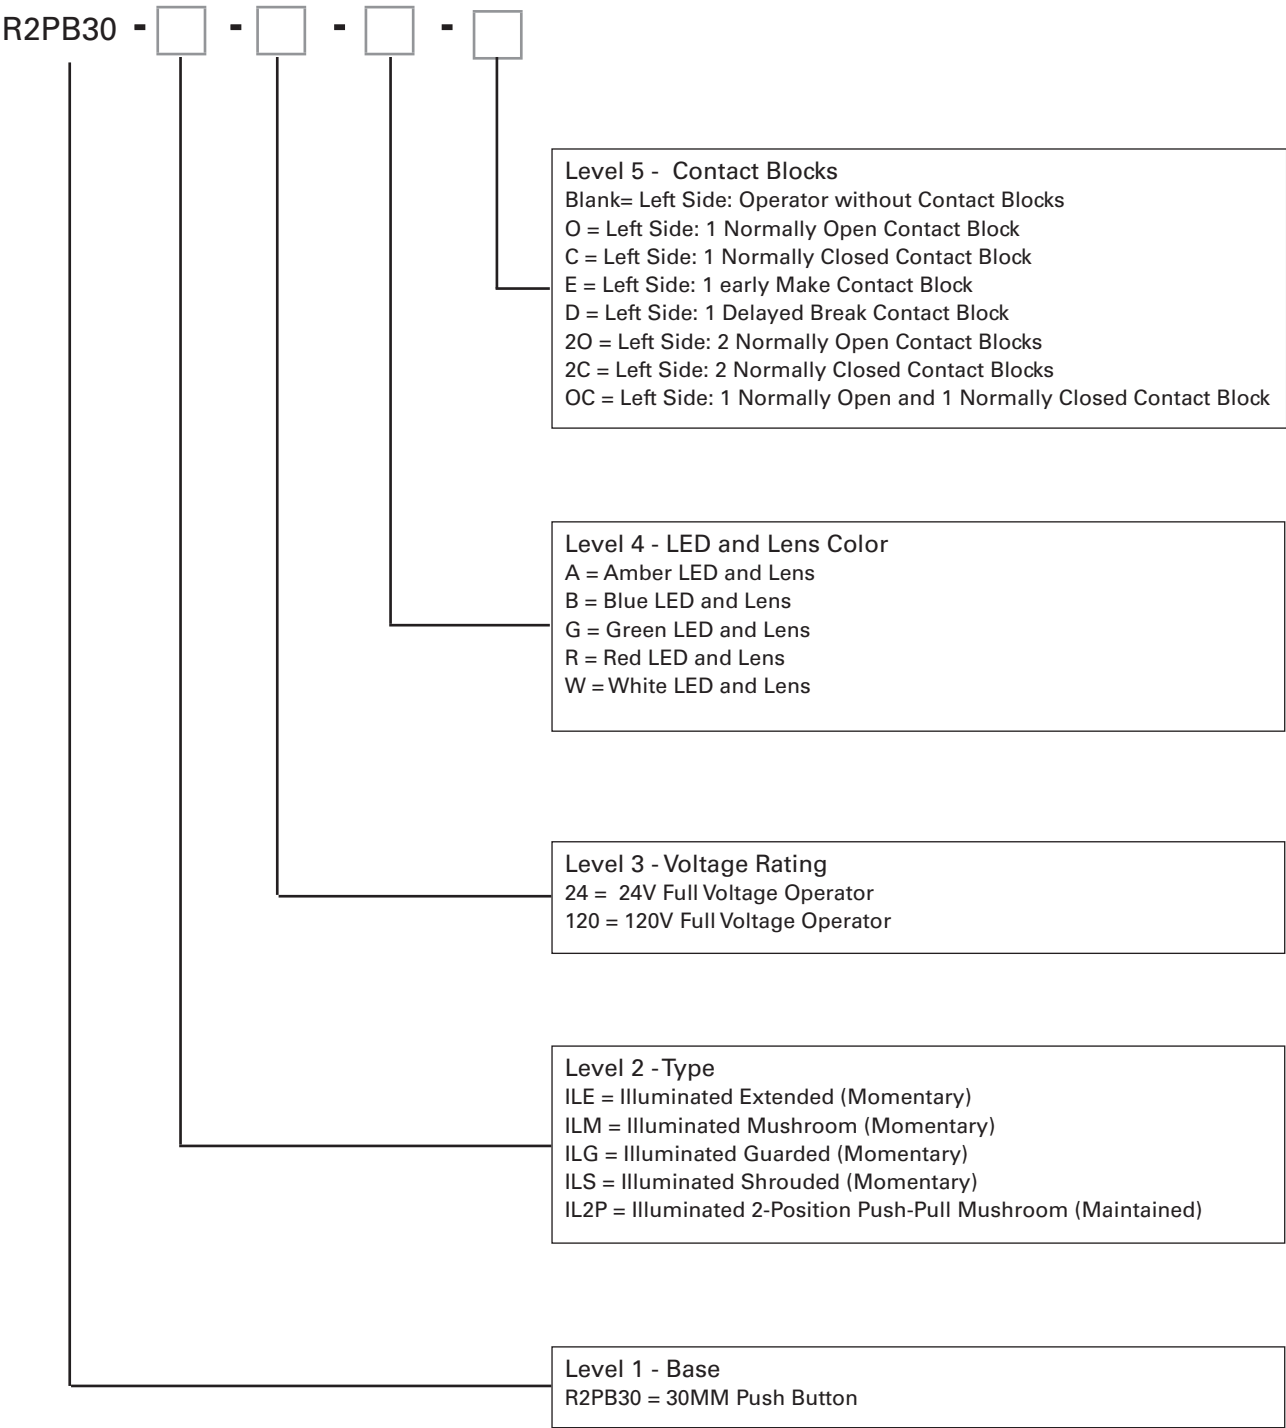 R2PB30 - - - -
Level 5 - Contact Blocks
Blank= Left Side: Operator without Contact Blocks
O = Left Side: 1 Normally Open Contact Block
C = Left Side: 1 Normally Closed Contact Block
E = Left Side: 1 early Make Contact Block
D = Left Side: 1 Delayed Break Contact Block
2O = Left Side: 2 Normally Open Contact Blocks
2C = Left Side: 2 Normally Closed Contact Blocks
OC = Left Side: 1 Normally Open and 1 Normally Closed Contact Block
Level 4 - LED and Lens Color
A = Amber LED and Lens
B = Blue LED and Lens
G = Green LED and Lens
R = Red LED and Lens
W = White LED and Lens
Level 3 - Voltage Rating
24 = 24V Full Voltage Operator
120 = 120V Full Voltage Operator
Level 2 - Type
ILE = Illuminated Extended (Momentary)
ILM = Illuminated Mushroom (Momentary)
ILG = Illuminated Guarded (Momentary)
ILS = Illuminated Shrouded (Momentary)
IL2P = Illuminated 2-Position Push-Pull Mushroom (Maintained)
Level 1 - Base
R2PB30 = 30MM Push Button